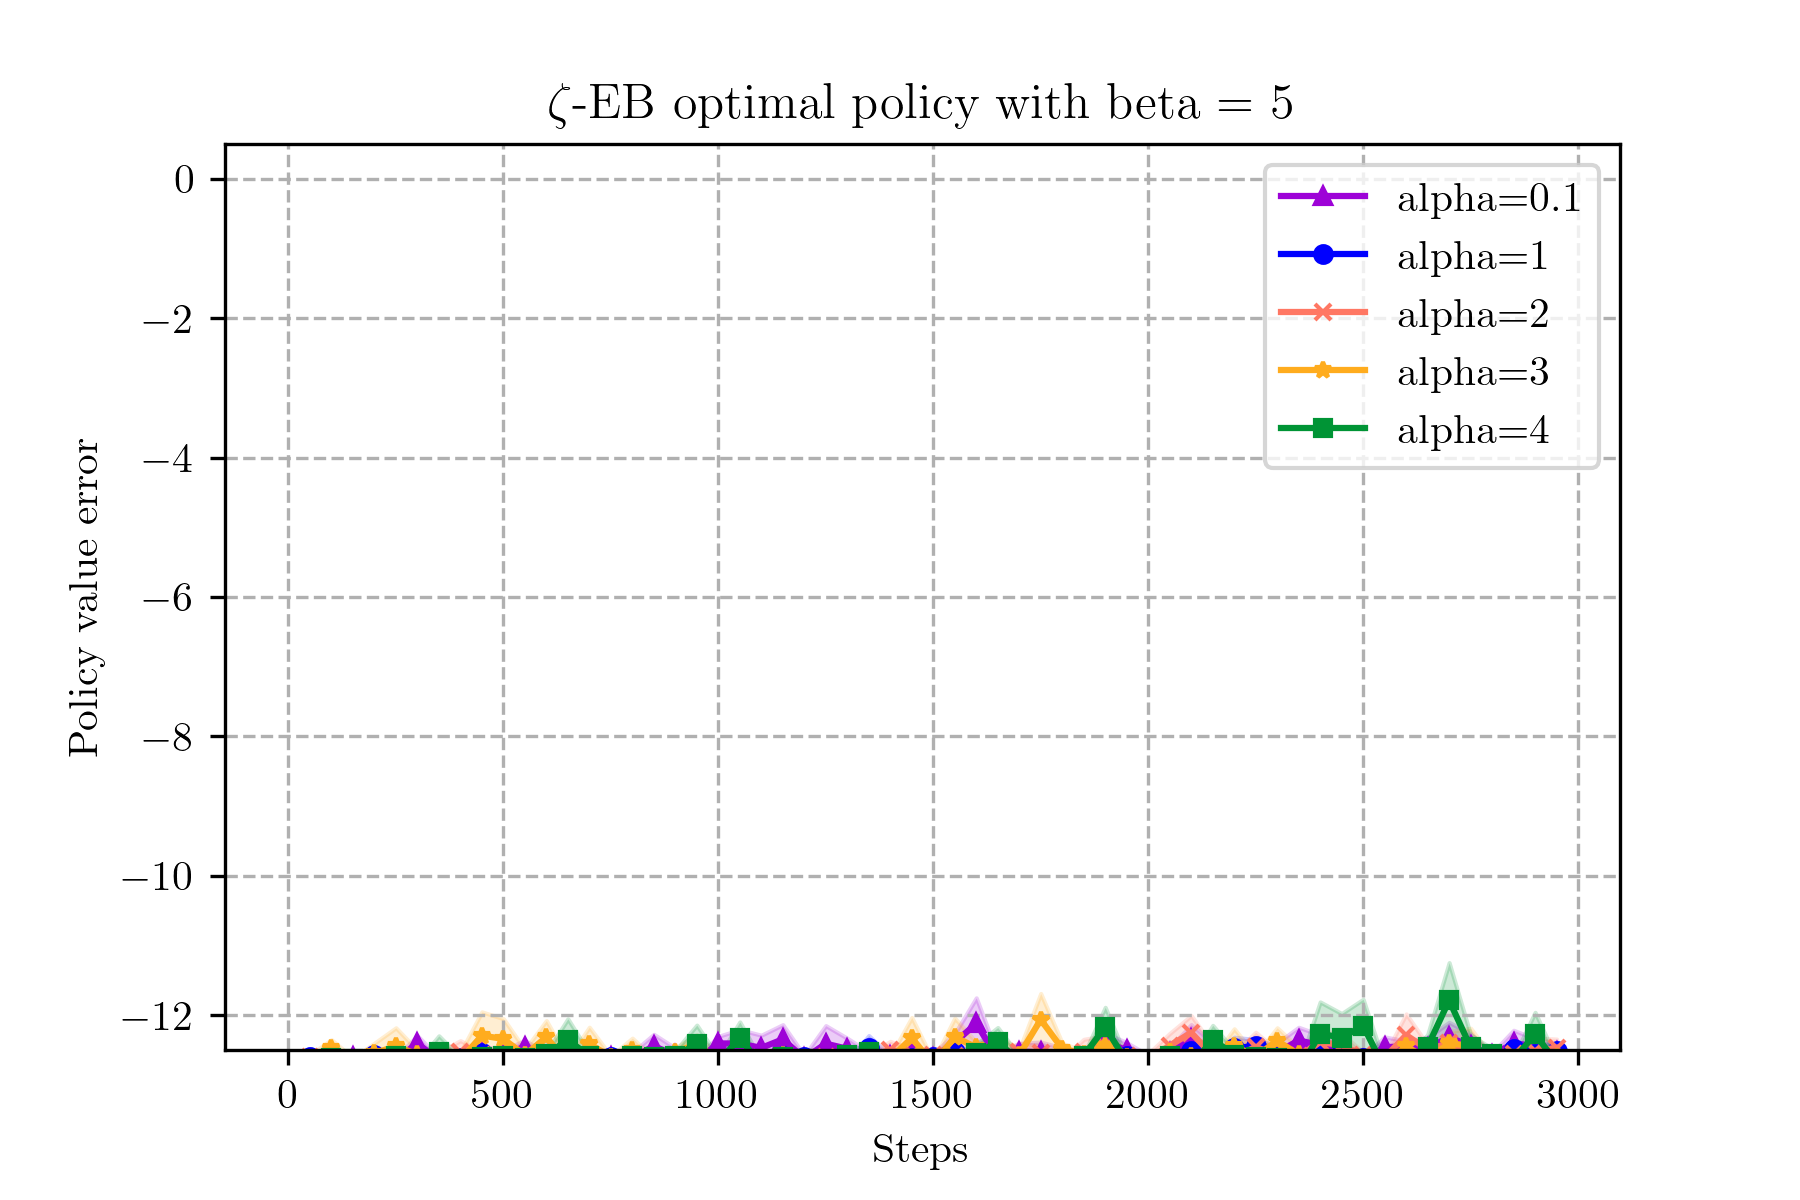 ζ-EB optimal policy with beta = 5
0
−2
−4
−6
−8
−10
−12
Policy value error
alpha=0.1
alpha=1
alpha=2
alpha=3
alpha=4
0 500 1000 1500 2000 2500 3000
Steps